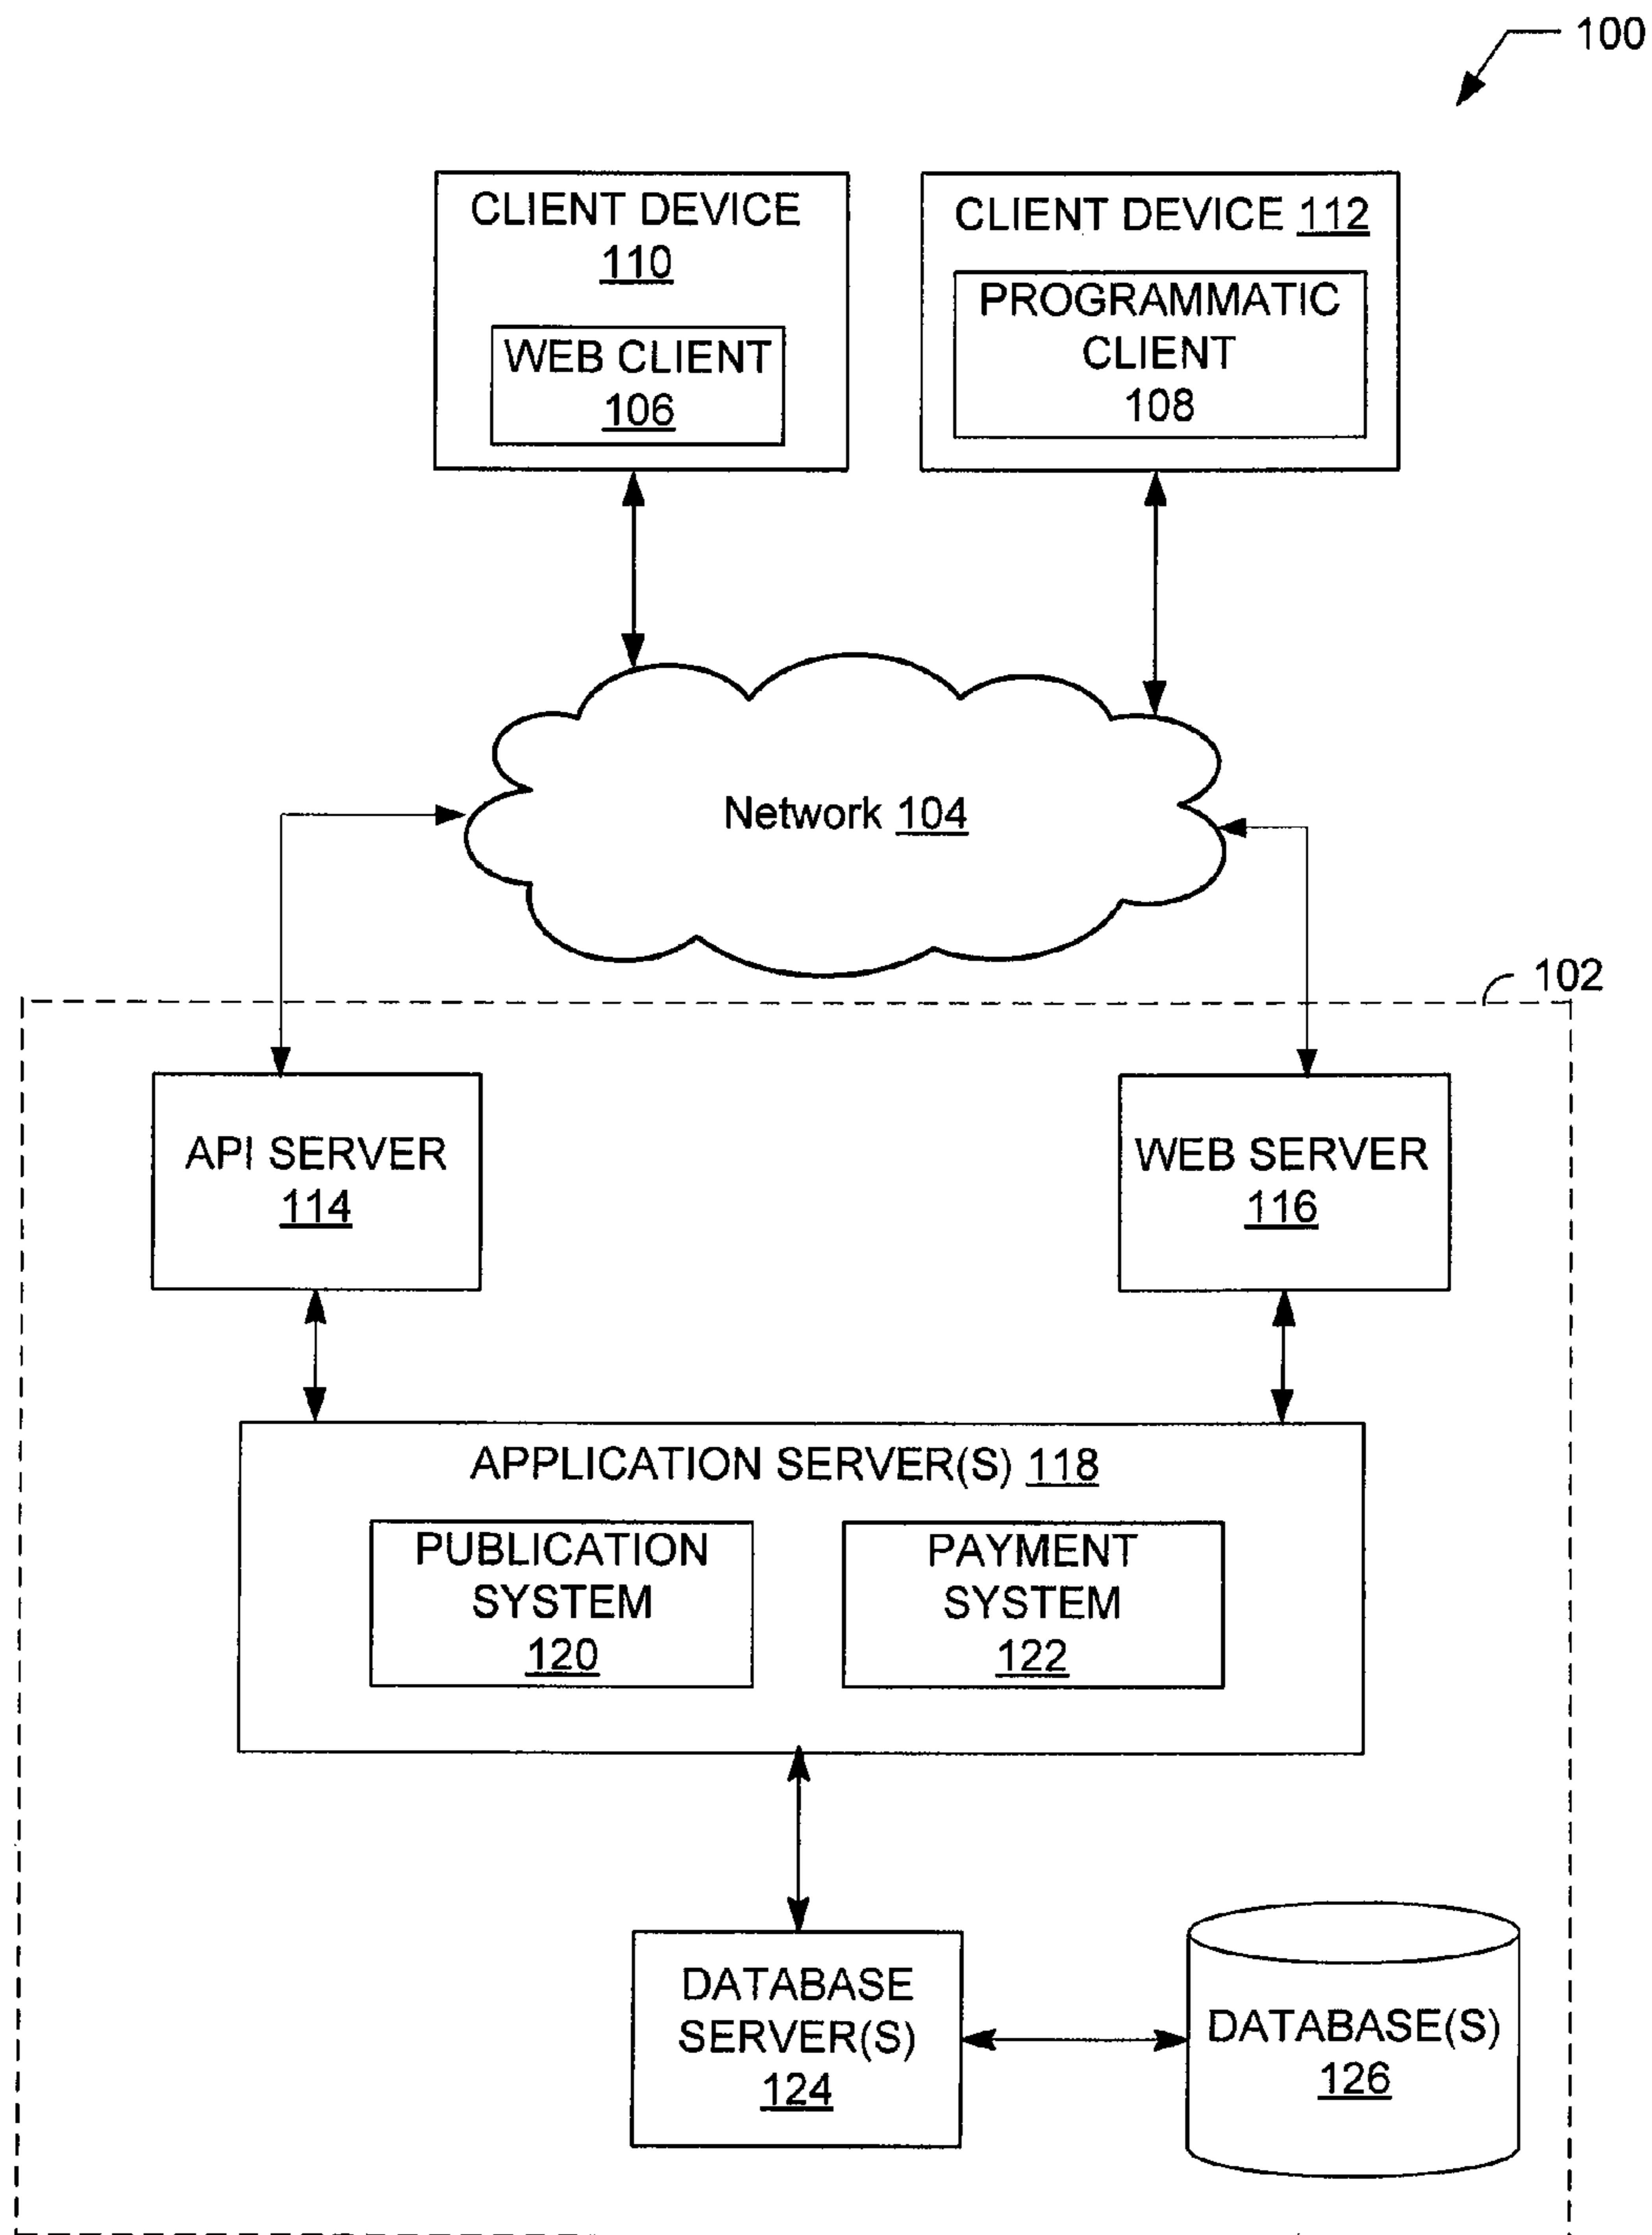 100
CLIENT DEVICE
110
WEB CLIENT
106
CLIENT DEVICE 112
PROGRAMMATIC
CLIENT
108
Network 104
102
API SERVER
114
WEB SERVER
116
APPLICATION SERVER(S) 118
PUBLICATION
SYSTEM
120
PAYMENT
SYSTEM
122
DATABASE
SERVER(S)
124
DATABASE(S)
126